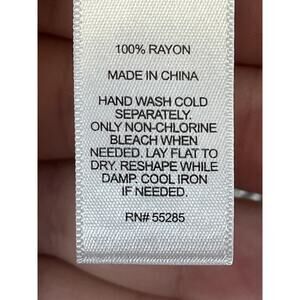 100% RAYON
MADE IN CHINA
HAND WASH COLD
SEPARATELY.
ONLY NON-CHLORINE
BLEACH WHEN
NEEDED. LAY FLAT TO
DRY. RESHAPE WHILE
DAMP. COOL IRON
IF NEEDED.
RN# 55285